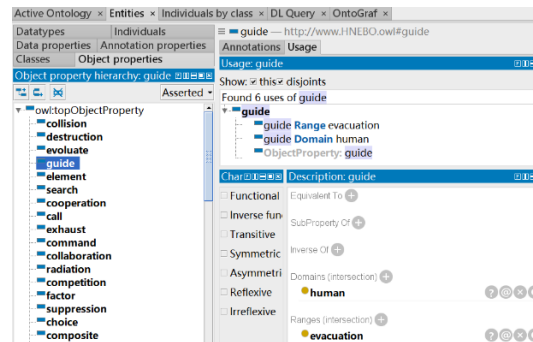 Active Ontology × Entities × Individuals by class × DL Query × OntoGraf ×
Datatypes Individuals
Data properties Annotation properties
Classes Object properties
Object property hierarchy: guide
Asserted
owl:topObjectProperty
collision
destruction
evoluate
guide
element
search
cooperation
call
exhaust
command
collaboration
radiation
competition
factor
suppression
choice
composite
guide — http://www.HNEBO.owl#guide
Annotations Usage
Usage: guide
Show: this disjoints
Found 6 uses of guide
guide
guide Range evacuation
guide Domain human
ObjectProperty: guide
Char
Functional
Inverse fun
Transitive
Symmetric
Asymmetri
Reflexive
Irreflexive
Description: guide
Equivalent To
SubProperty Of
Inverse Of
Domains (intersection)
human
Ranges (intersection)
evacuation